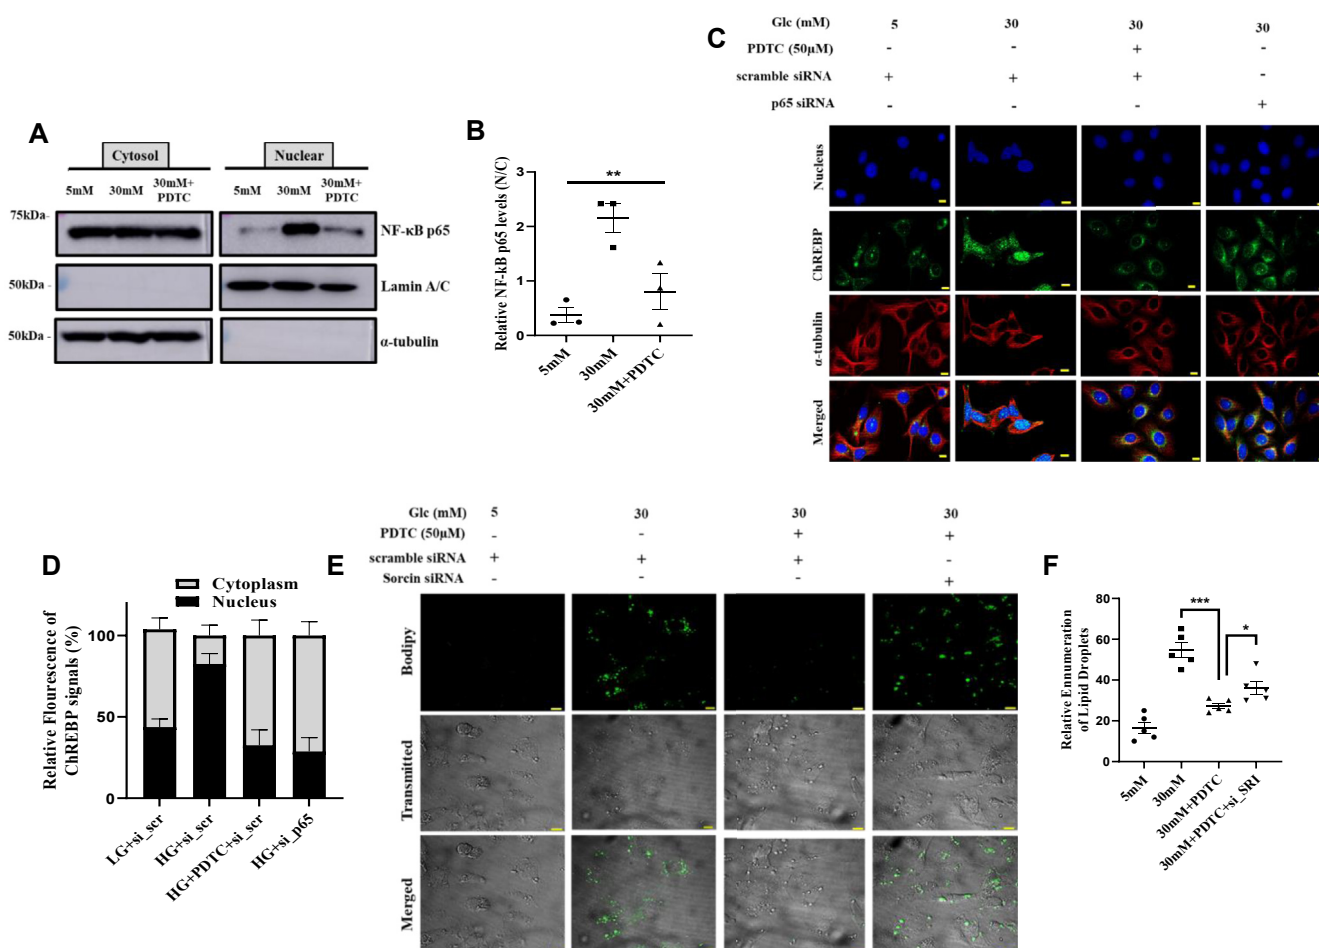 A
Cytosol
Nuclear
5mM 30mM 30mM+
PDTC
5mM 30mM 30mM+
PDTC
75kDa-
NF-κB p65
50kDa -
Lamin A/C
50kDa-
α-tubulin
B
Relative NF-kB p65 levels (N/C)
**
3
2
1
0
5mM
30mM
30mM+PDTC
C
Glc (mM) 5 30 30 30
PDTC (50µM) - - + -
scramble siRNA + + + -
p65 siRNA - - - +
Nucleus
ChREBP
α-tubulin
Merged
D
Cytoplasm
Nucleus
Relative Flourescence of
ChREBP signals (%)
100
50
0
LG+si_scr
HG+si_scr
HG+PDTC+si_scr
HG+si_p65
E
Glc (mM) 5 30 30 30
PDTC (50µM) - - + +
scramble siRNA + + +
Sorcin siRNA - - - +
Bodipy
Transmitted
Merged
F
Relative Ennumeration
of Lipid Droplets
80
60
40
20
0
***
*
5mM
30mM
30mM+PDTC
30mM+PDTC+si_SRI